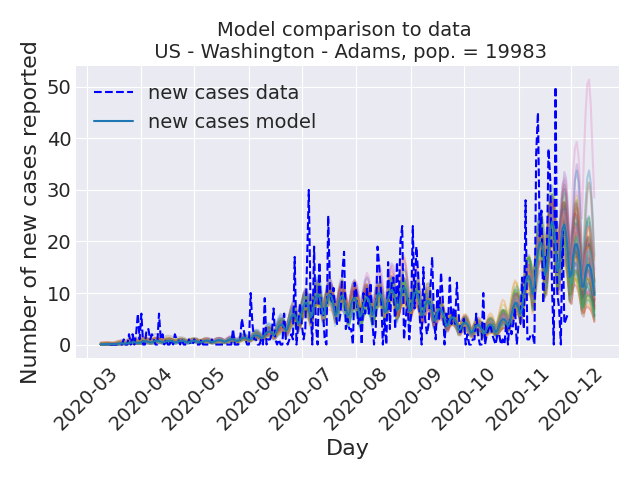 Model comparison to data
US - Washington - Adams, pop. = 19983
Number of new cases reported
50
40
30
20
10
0
new cases data
new cases model
2020-03
2020-04
2020-05
2020-06
2020-07
2020-08
2020-09
2020-10
2020-11
2020-12
Day